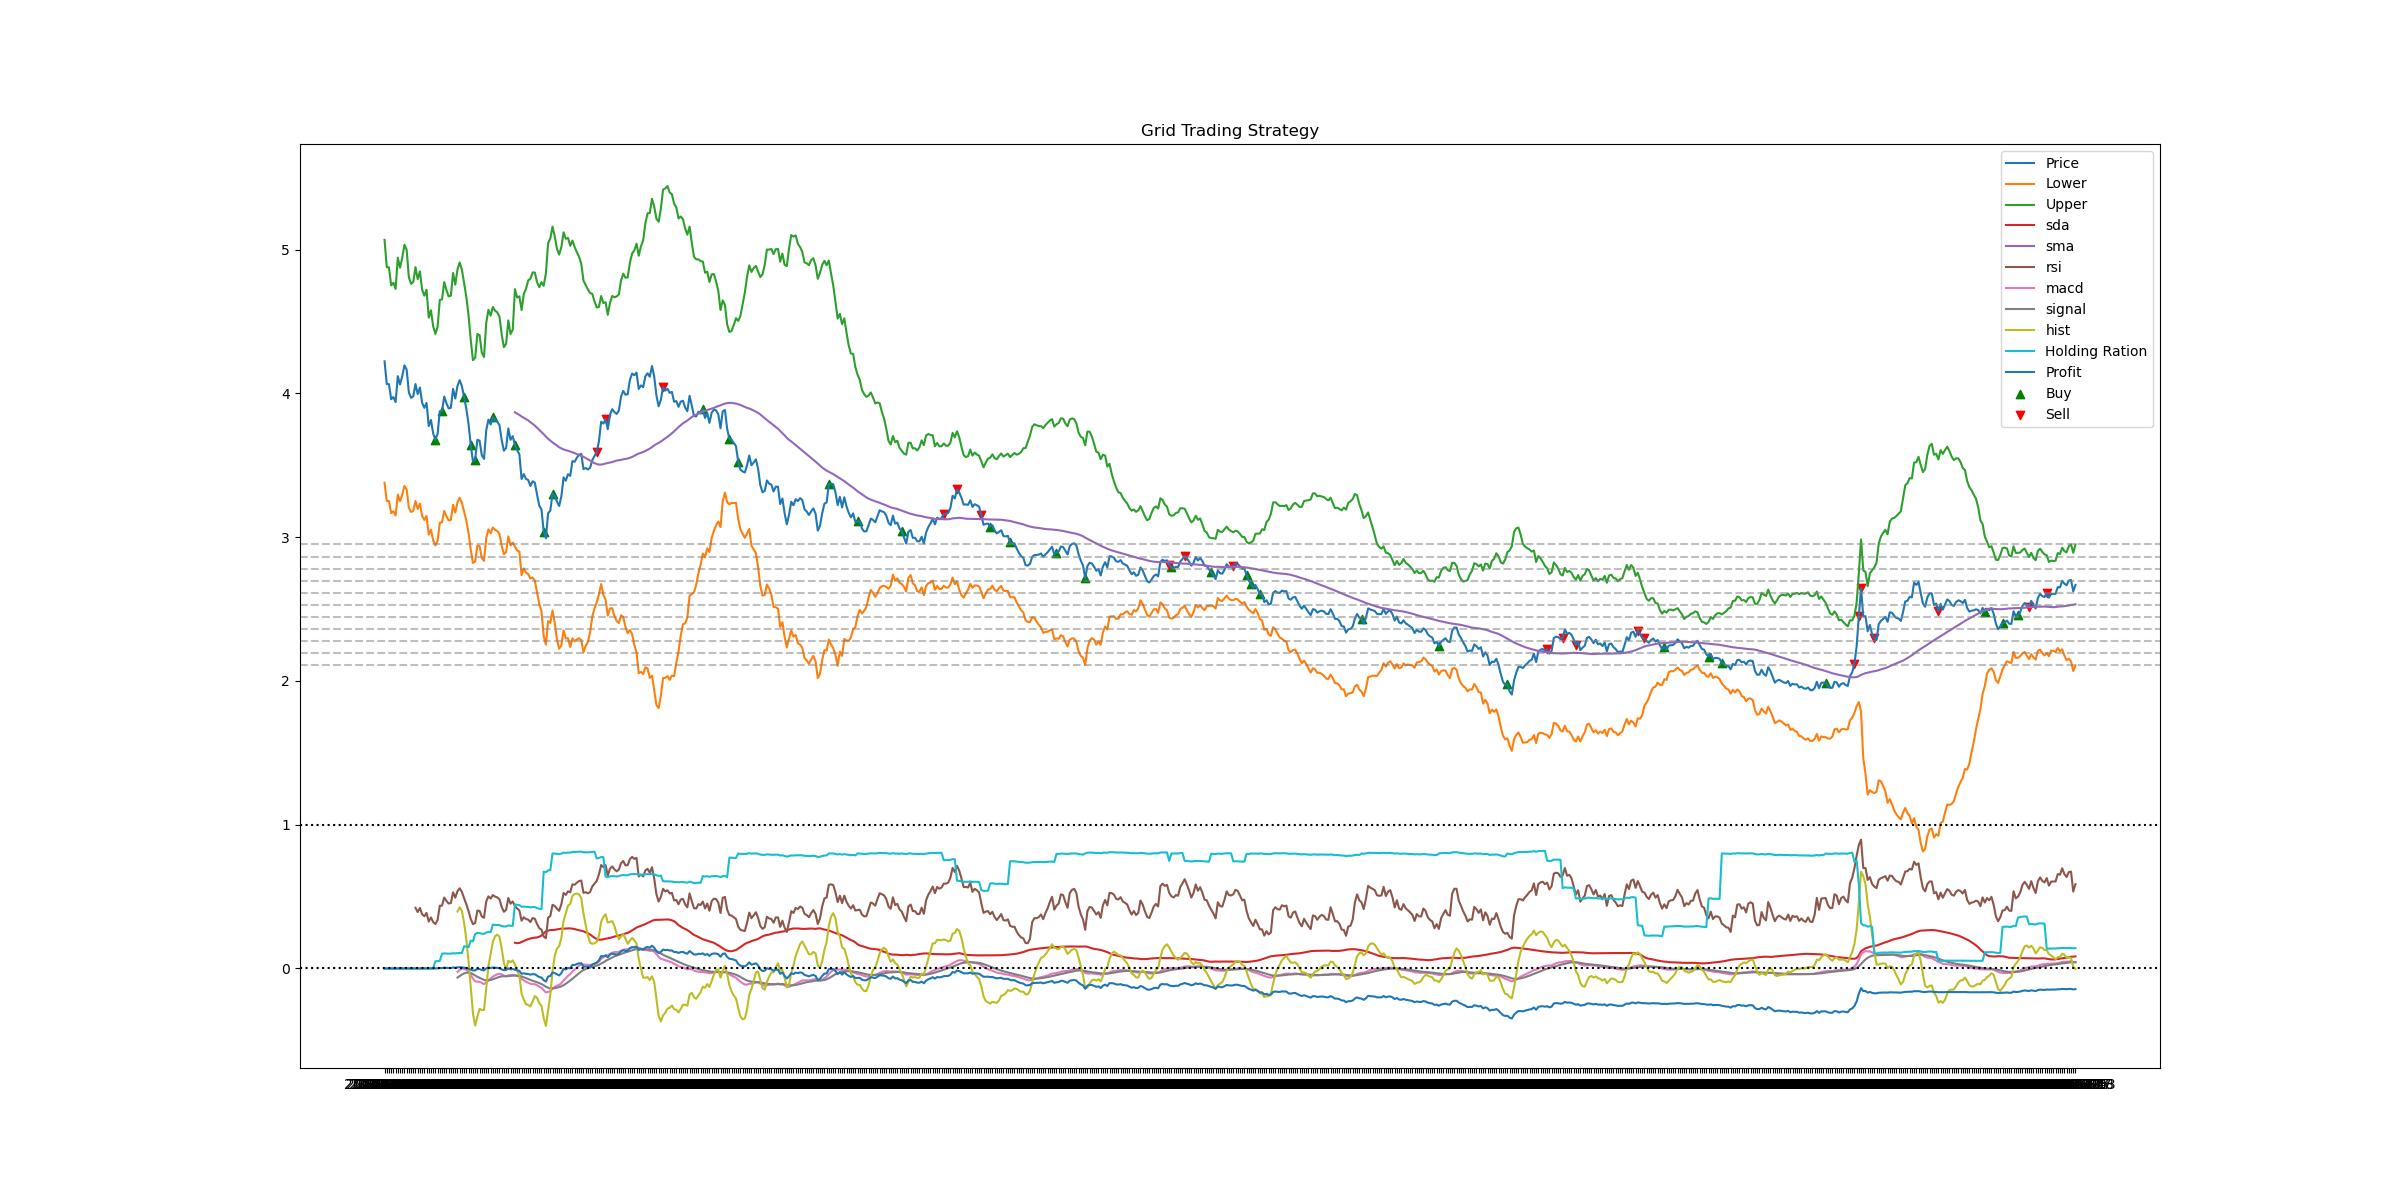 Grid Trading Strategy
Price
Lower
Upper
sda
sma
rsi
macd
signal
hist
Holding Ration
Profit
Buy
Sell
5
4
3
2
1
0